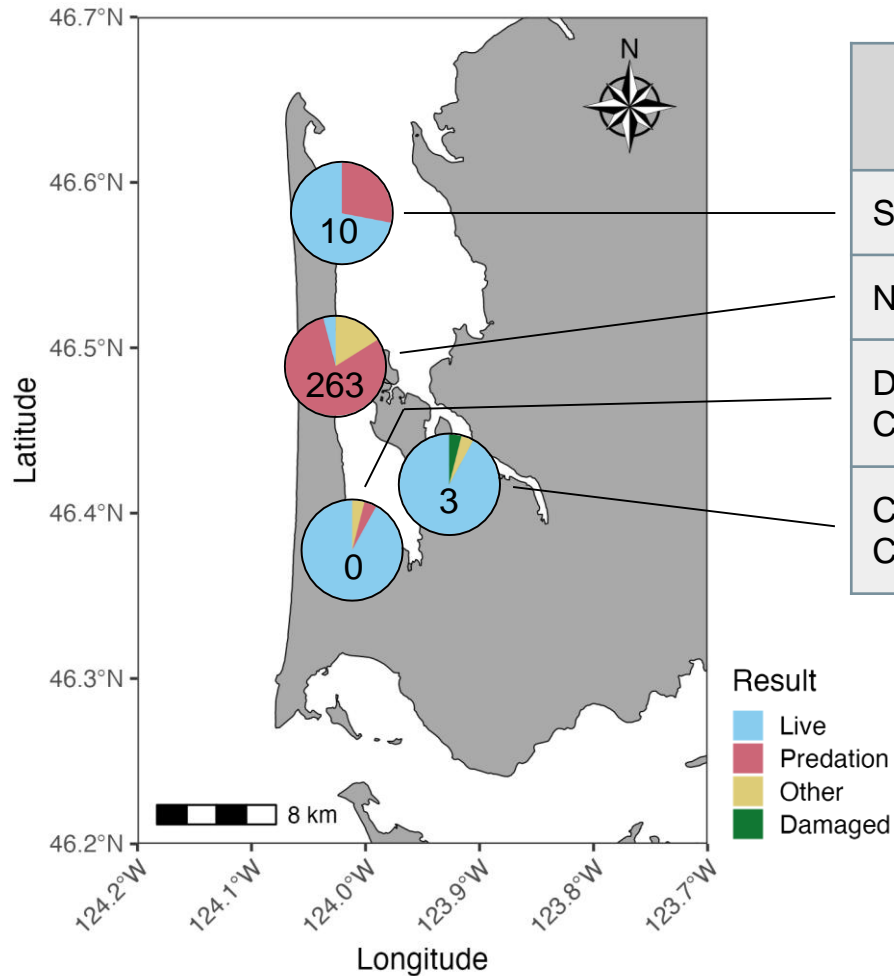 46.7°N
N
46.6°N
10
S
46.5°N
N
263
D
C
Latitude
3
46.4°N
C
C
0
46.3°N
Result
Live
Predation
8 km
Other
Damaged
46.2°N
124.2°W
124.1°W
124.0°W
123.9°W
123.8°W
123.7°W
Longitude